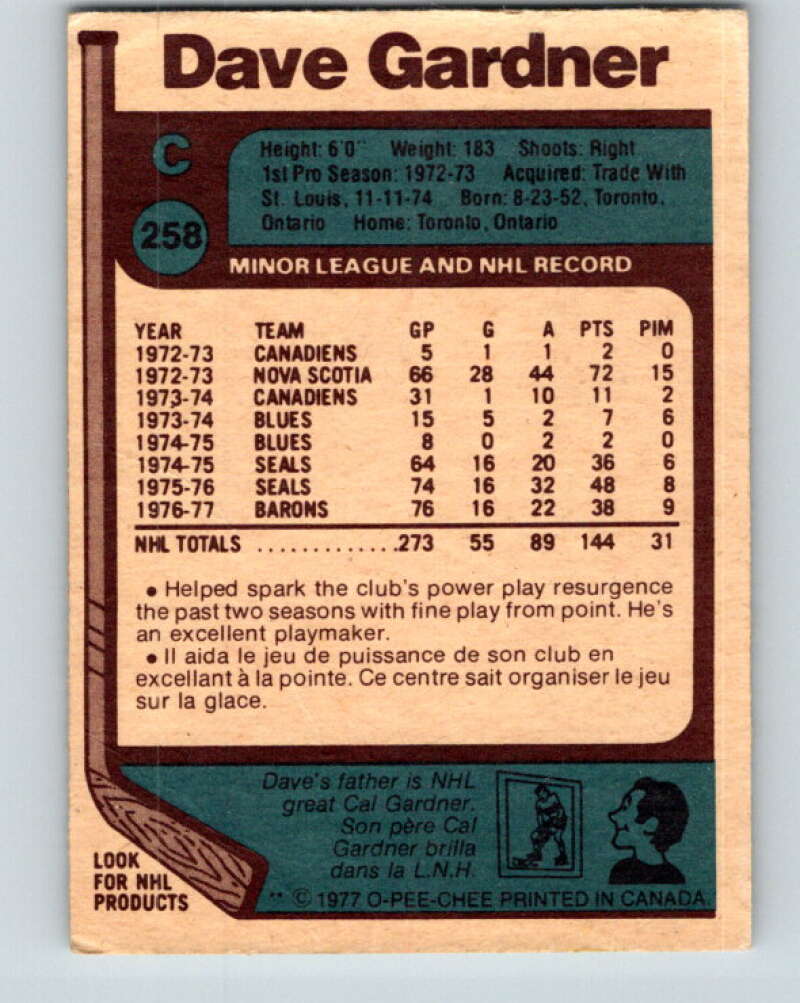 Dave Gardner
C
258
Height: 6'0" Weight: 183 Shoots: Right
1st Pro Season: 1972-73 Acquired: Trade With
St. Louis, 11-11-74 Born: 8-23-52, Toronto,
Ontario Home: Toronto, Ontario
MINOR LEAGUE AND NHL RECORD
YEAR TEAM GP G A PTS PIM
1972-73 CANADIENS 5 1 1 2 0
1972-73 NOVA SCOTIA 66 28 44 72 15
1973-74 CANADIENS 31 1 10 11 2
1973-74 BLUES 15 5 2 7 6
1974-75 BLUES 8 0 2 2 0
1974-75 SEALS 64 16 20 36 6
1975-76 SEALS 74 16 32 48 8
1976-77 BARONS 76 16 22 38 9
NHL TOTALS .............273 55 89 144 31
• Helped spark the club's power play resurgence
the past two seasons with fine play from point. He's
an excellent playmaker.
• Il aida le jeu de puissance de son club en
excellant à la pointe. Ce centre sait organiser le jeu
sur la glace.
Dave's father is NHL
great Cal Gardner.
Son père Cal
Gardner brilla
dans la L.N.H.
LOOK
FOR NHL
PRODUCTS
** © 1977 O-PEE-CHEE PRINTED IN CANADA